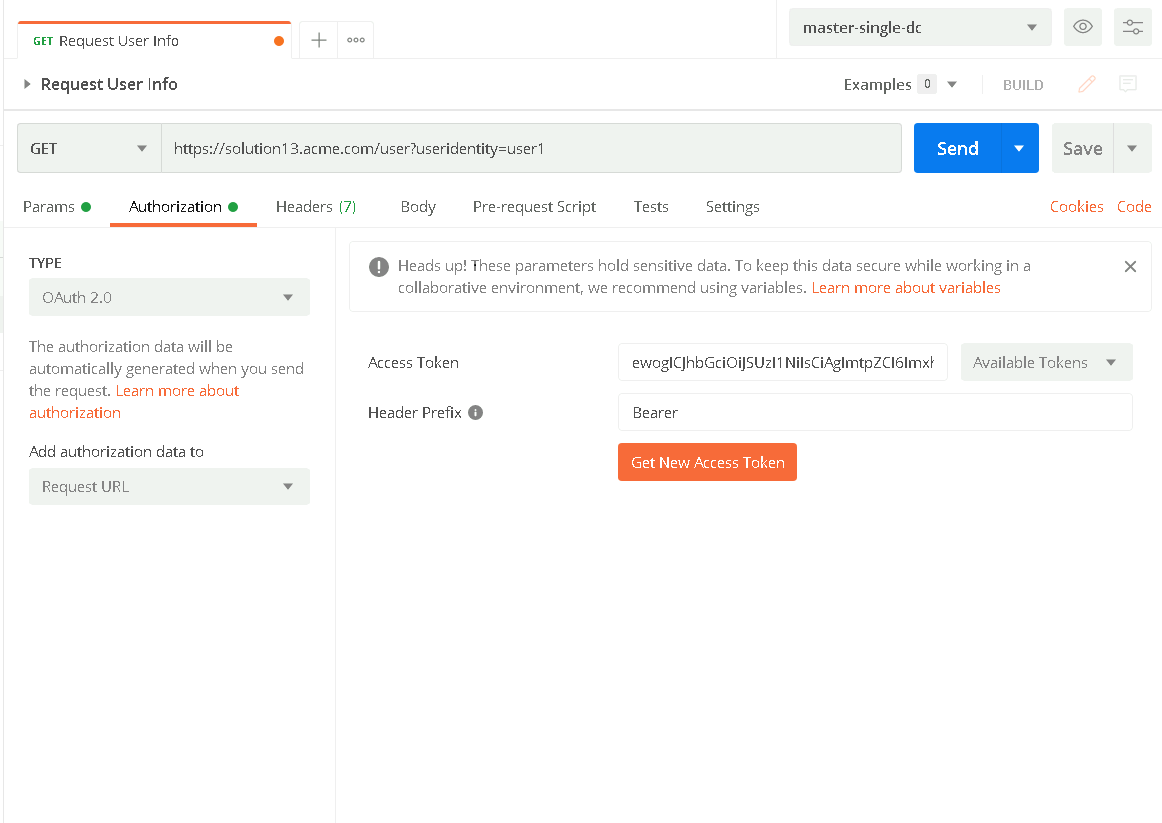 GET Request User Info
master-single-dc
Request User Info
Examples 0
BUILD
GET https://solution13.acme.com/user?useridentity=user1
Send
Save
Params Authorization Headers (7) Body Pre-request Script Tests Settings Cookies Code
TYPE
OAuth 2.0
The authorization data will be
automatically generated when you send
the request. Learn more about
authorization
Add authorization data to
Request URL
Heads up! These parameters hold sensitive data. To keep this data secure while working in a
collaborative environment, we recommend using variables. Learn more about variables
Access Token
Available Tokens
Header Prefix
Bearer
Get New Access Token